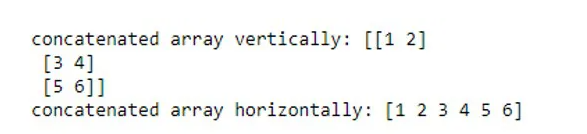 concatenated array vertically: [[1 2]
 [3 4]
 [5 6]]
concatenated array horizontally: [1 2 3 4 5 6]